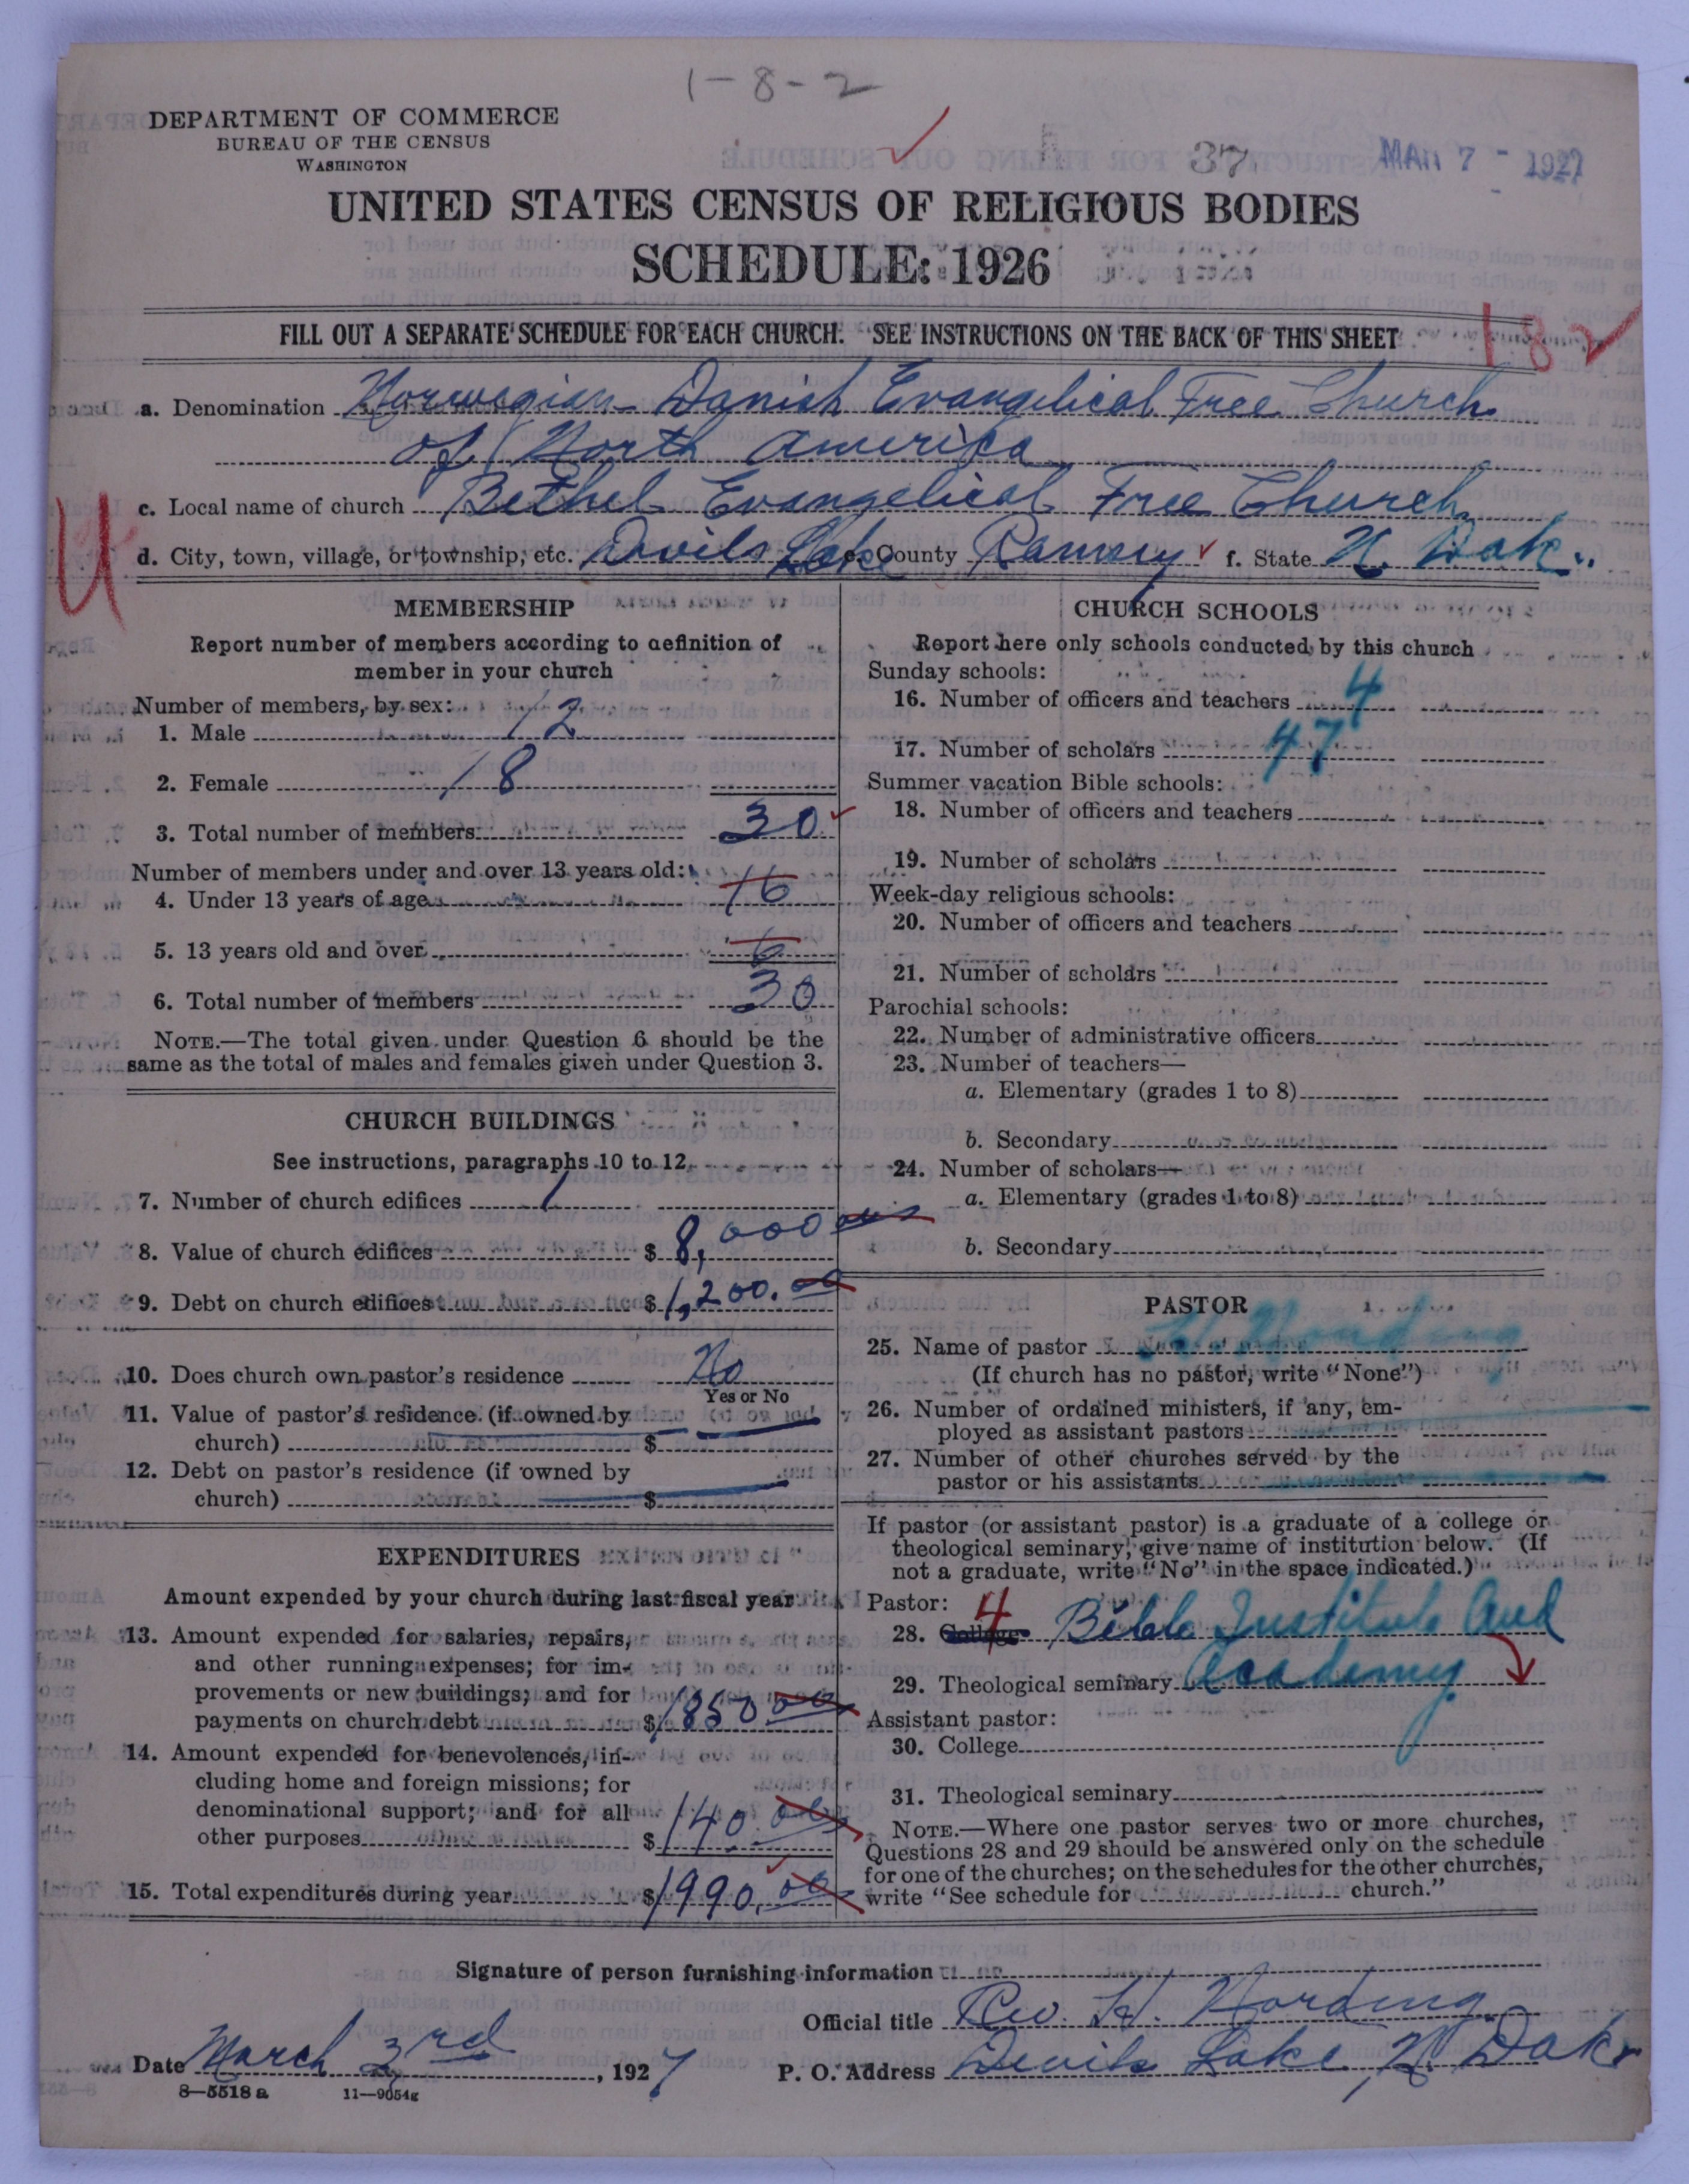 1-8-2
DEPARTMENT OF COMMERCE
BUREAU OF THE CENSUS
WASHINGTON
37
MAR 7 - 1927
UNITED STATES CENSUS OF RELIGIOUS BODIES
SCHEDULE: 1926
FILL OUT A SEPARATE SCHEDULE FOR EACH CHURCH. SEE INSTRUCTIONS ON THE BACK OF THIS SHEET
182
a. Denomination Norwegian-Danish Evangelical Free Church
of North America
c. Local name of church Bethel Evangelical Free Church
d. City, town, village, or township, etc. Devils Lake e. County Ramsey f. State N. Dak.
MEMBERSHIP
Report number of members according to definition of
member in your church
Number of members, by sex:
1. Male 12
2. Female 18
3. Total number of members 30
Number of members under and over 13 years old:
4. Under 13 years of age 16
5. 13 years old and over 6
6. Total number of members 30
NOTE.—The total given under Question 6 should be the
same as the total of males and females given under Question 3.
CHURCH BUILDINGS
See instructions, paragraphs 10 to 12
7. Number of church edifices 1
8. Value of church edifices $ 8,000
9. Debt on church edifices $ 1,200.00
10. Does church own pastor's residence No
Yes or No
11. Value of pastor's residence (if owned by
church) $
12. Debt on pastor's residence (if owned by
church) $
EXPENDITURES
Amount expended by your church during last fiscal year
13. Amount expended for salaries, repairs,
and other running expenses; for im-
provements or new buildings; and for
payments on church debt $ 1850.00
14. Amount expended for benevolences, in-
cluding home and foreign missions; for
denominational support; and for all
other purposes $ 140.00
15. Total expenditures during year $ 1990.00
CHURCH SCHOOLS
Report here only schools conducted by this church
Sunday schools:
16. Number of officers and teachers 4
17. Number of scholars 47
Summer vacation Bible schools:
18. Number of officers and teachers
19. Number of scholars
Week-day religious schools:
20. Number of officers and teachers
21. Number of scholars
Parochial schools:
22. Number of administrative officers
23. Number of teachers—
a. Elementary (grades 1 to 8)
b. Secondary
24. Number of scholars—
a. Elementary (grades 1 to 8)
b. Secondary
PASTOR
25. Name of pastor H. Nording
(If church has no pastor, write "None")
26. Number of ordained ministers, if any, em-
ployed as assistant pastors
27. Number of other churches served by the
pastor or his assistants
If pastor (or assistant pastor) is a graduate of a college or
theological seminary, give name of institution below. (If
not a graduate, write "No" in the space indicated.)
Pastor: 4
28. College Bible Institute and
29. Theological seminary Academy
Assistant pastor:
30. College
31. Theological seminary
NOTE.—Where one pastor serves two or more churches,
Questions 28 and 29 should be answered only on the schedule
for one of the churches; on the schedules for the other churches,
write "See schedule for church."
Signature of person furnishing information
Official title Rev. H. Nording
Date March 3rd, 1927 P. O. Address Devils Lake, N. Dak
8—5518 a 11—9054g